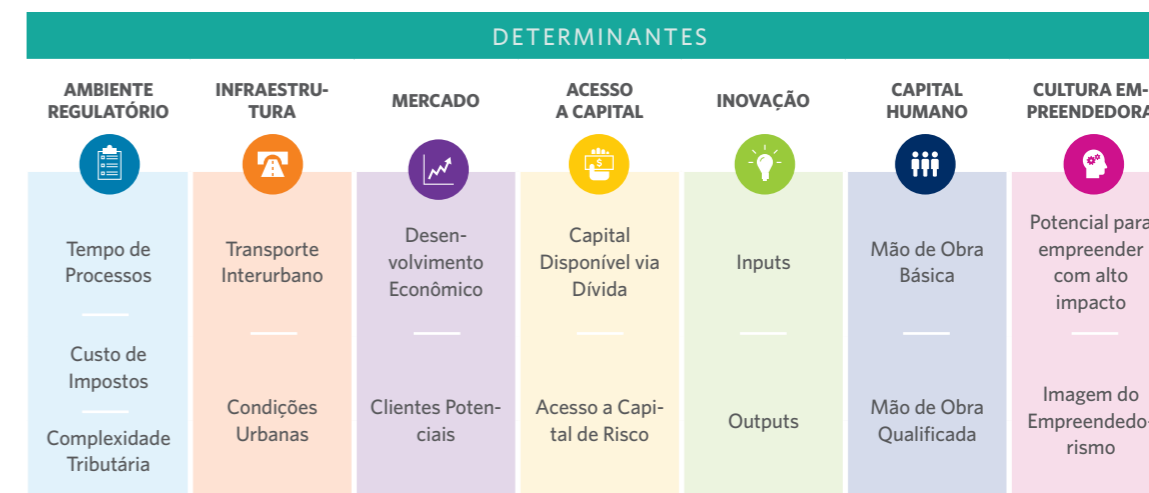 DETERMINANTES
AMBIENTE
REGULATÓRIO
INFRAESTRU-
TURA
MERCADO
ACESSO
A CAPITAL
INOVAÇÃO
CAPITAL
HUMANO
CULTURA EM-
PREENDEDORA
Tempo de
Processos
Custo de
Impostos
Complexidade
Tributária
Transporte
Interurbano
Condições
Urbanas
Desen-
volvimento
Econômico
Clientes Poten-
ciais
$
Capital
Disponível via
Dívida
Acesso a Capi-
tal de Risco
Inputs
Outputs
Mão de Obra
Básica
Mão de Obra
Qualificada
Potencial para
empreender
com alto
impacto
Imagem do
Empreendedo-
rismo